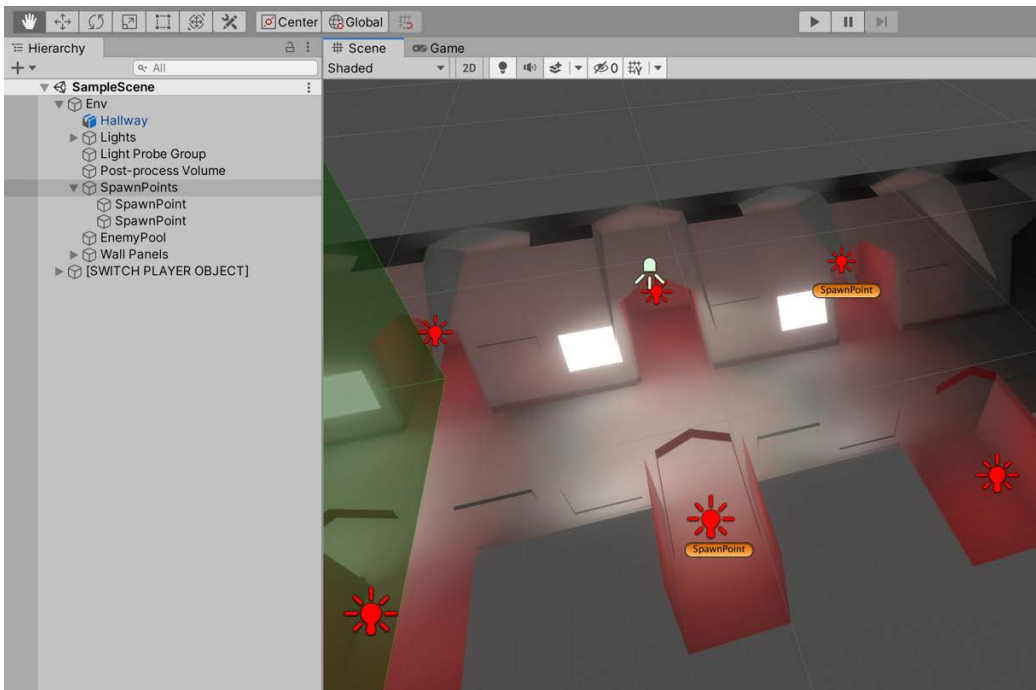 Center
Global
Hierarchy
All
SampleScene
Env
Hallway
Lights
Light Probe Group
Post-process Volume
SpawnPoints
SpawnPoint
SpawnPoint
EnemyPool
Wall Panels
[SWITCH PLAYER OBJECT]
Scene
Game
Shaded
2D
0
SpawnPoint
SpawnPoint